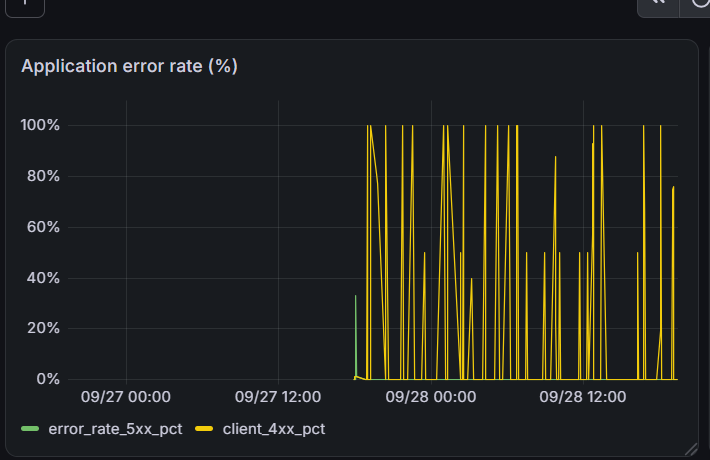 Application error rate (%)
100%
80%
60%
40%
20%
0%
09/27 00:00 09/27 12:00 09/28 00:00 09/28 12:00
error_rate_5xx_pct client_4xx_pct